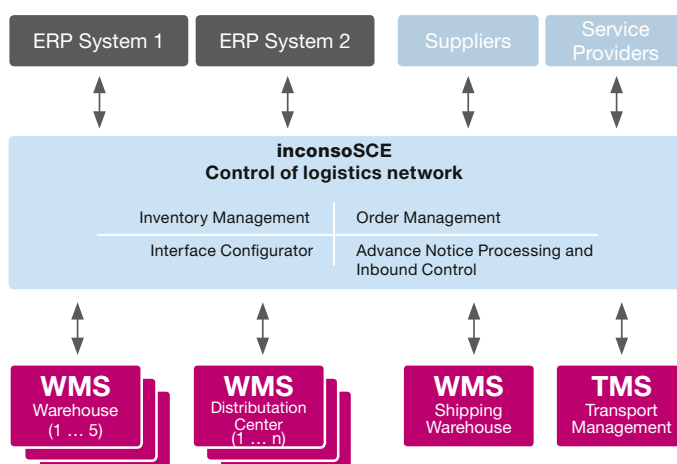 ERP System 1
ERP System 2
Suppliers
Service
Providers
inconsoSCE
Control of logistics network
Inventory Management
Order Management
Interface Configurator
Advance Notice Processing and
Inbound Control
WMS
Warehouse
(1 ... 5)
WMS
Distributation
Center
(1 ... n)
WMS
Shipping
Warehouse
TMS
Transport
Management